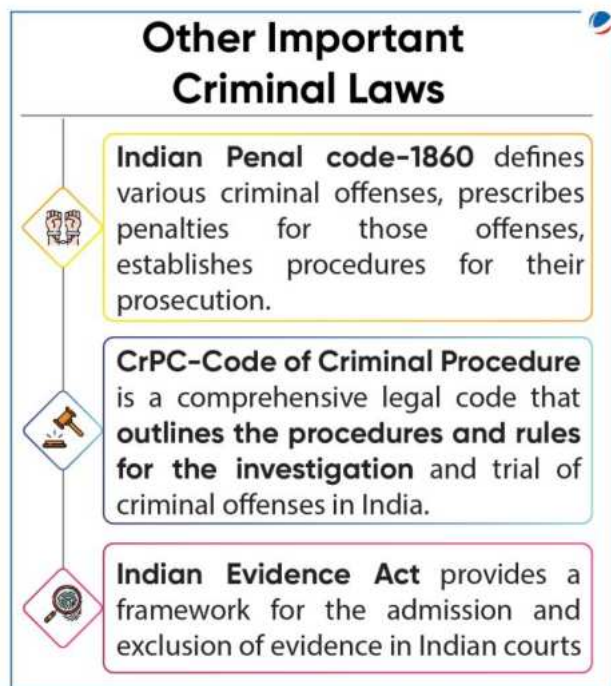 Other Important
Criminal Laws
Indian Penal code-1860 defines
various criminal offenses, prescribes
penalties for those offenses,
establishes procedures for their
prosecution.
CrPC-Code of Criminal Procedure
is a comprehensive legal code that
outlines the procedures and rules
for the investigation and trial of
criminal offenses in India.
Indian Evidence Act provides a
framework for the admission and
exclusion of evidence in Indian courts